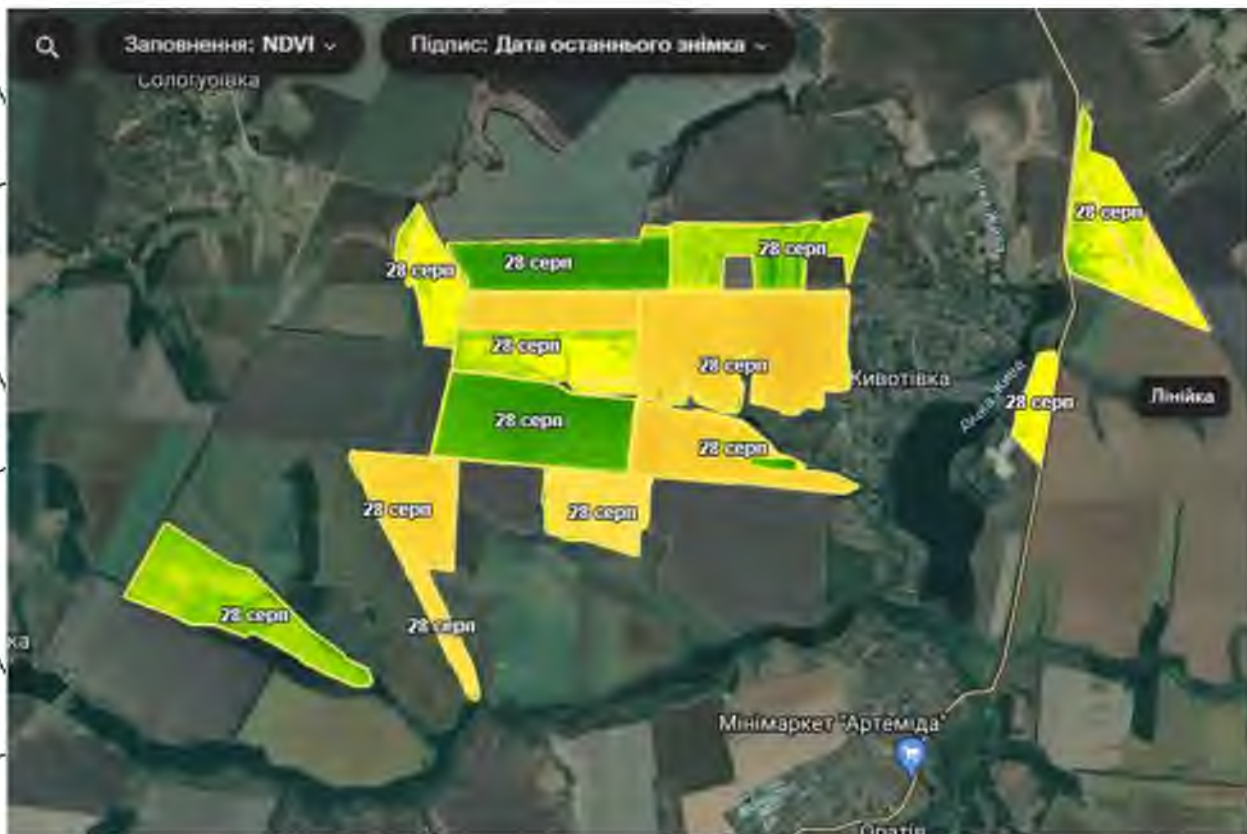 Заповнення: NDVI
Підпис: Дата останнього знімка
Сологубівка
28 серп
28 серп
28 серп
28 серп
28 серп
28 серп
Животівка
Лінійка
28 серп
28 серп
28 серп
28 серп
28 серп
28 серп
28 серп
ка
Мінімаркет "Артеміда"
Оратів